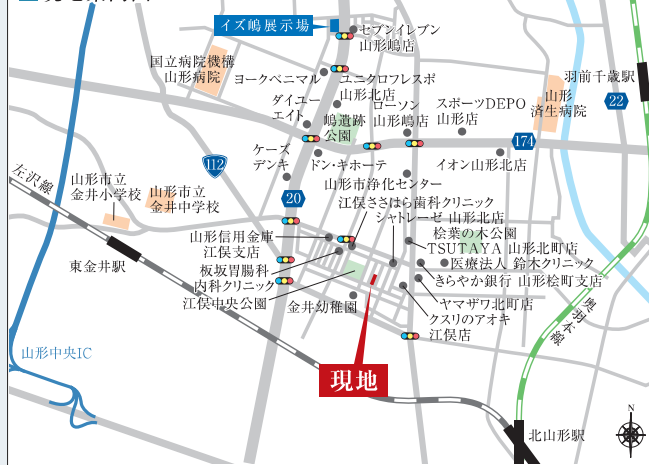 イズ嶋展示場
セブンイレブン
山形嶋店
国立病院機構
山形病院
ヨークベニマル
ユニクロフレスポ
山形北店
羽前千歳駅
ダイユー
エイト
嶋遺跡
公園
ローソン
山形嶋店
スポーツDEPO
山形店
山形
済生病院
22
174
ケーズ
デンキ
ドン・キホーテ
イオン山形北店
112
左沢線
山形市立
金井小学校
山形市立
金井中学校
20
山形市浄化センター
江俣ささはら歯科クリニック
シャトレーゼ 山形北店
桧葉の木公園
山形信用金庫
江俣支店
TSUTAYA 山形北町店
医療法人 鈴木クリニック
東金井駅
板坂胃腸科
内科クリニック
きらやか銀行 山形桧町支店
江俣中央公園
金井幼稚園
ヤマザワ北町店
クスリのアオキ
江俣店
奥羽本線
山形中央IC
現地
北山形駅
N